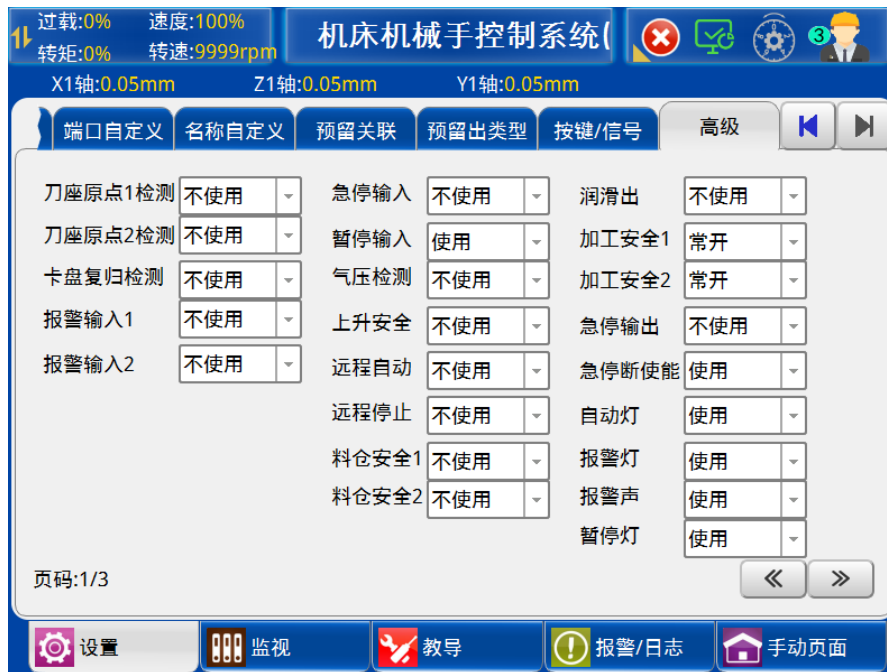 过载:0% 速度:100%
转矩:0% 转速:9999rpm
机床机械手控制系统(
3
X1轴:0.05mm Z1轴:0.05mm Y1轴:0.05mm
端口自定义 名称自定义 预留关联 预留出类型 按键/信号 高级
刀座原点1检测 不使用 急停输入 不使用 润滑出 不使用
刀座原点2检测 不使用 暂停输入 使用 加工安全1 常开
卡盘复归检测 不使用 气压检测 不使用 加工安全2 常开
报警输入1 不使用 上升安全 不使用 急停输出 不使用
报警输入2 不使用 远程自动 不使用 急停断使能 使用
远程停止 不使用 自动灯 使用
料仓安全1 不使用 报警灯 使用
料仓安全2 不使用 报警声 使用
暂停灯 使用
页码:1/3
设置 监视 教导 报警/日志 手动页面